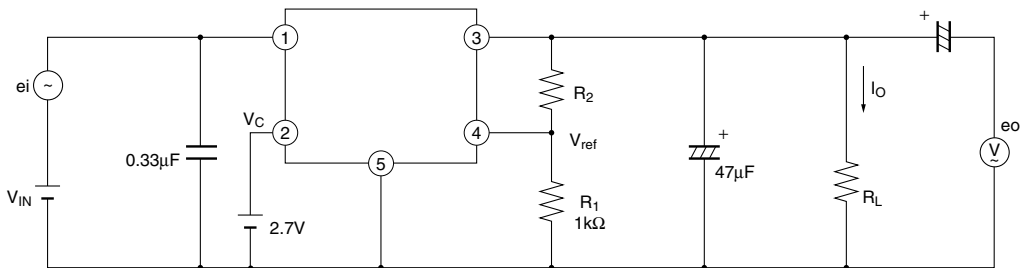 +
1
3
ei
~
R2
IO
VC
2
4
Vref
+
eo
V
~
0.33μF
5
47μF
VIN
2.7V
R1
1kΩ
RL